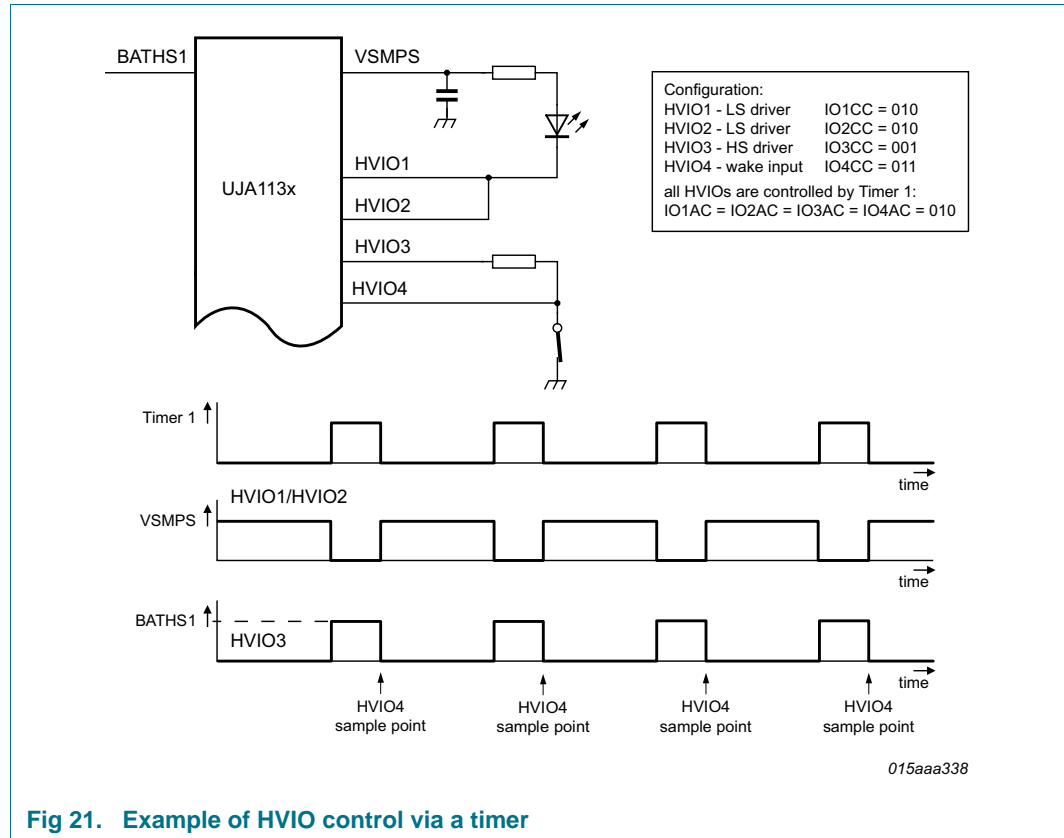 BATHS1
VSMPS
HVIO1
HVIO2
HVIO3
HVIO4
UJA113x
Configuration:
HVIO1 - LS driver IO1CC = 010
HVIO2 - LS driver IO2CC = 010
HVIO3 - HS driver IO3CC = 001
HVIO4 - wake input IO4CC = 011
all HVIOs are controlled by Timer 1:
IO1AC = IO2AC = IO3AC = IO4AC = 010
Timer 1
time
HVIO1/HVIO2
VSMPS
time
BATHS1
HVIO3
time
HVIO4
sample point
HVIO4
sample point
HVIO4
sample point
HVIO4
sample point
015aaa338
Fig 21. Example of HVIO control via a timer